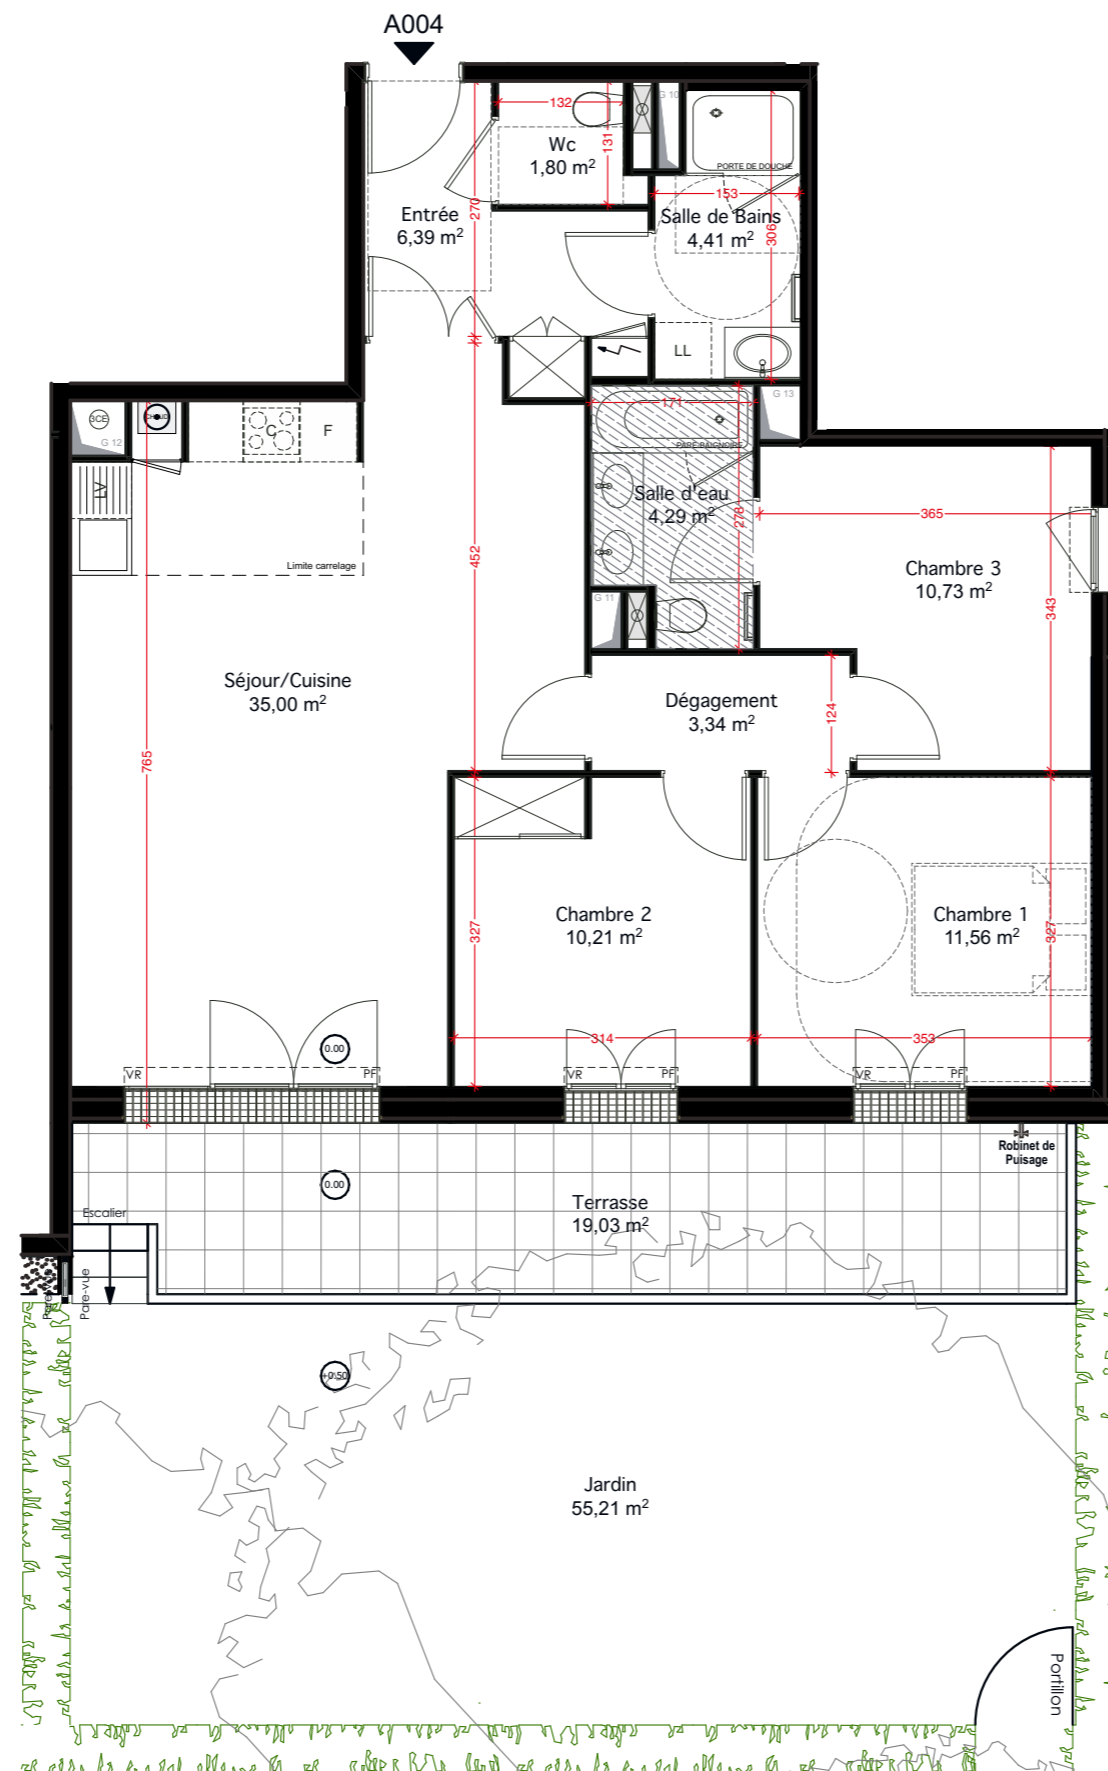 A004
G 10
132
131
Wc
1,80 m²
PORTE DE DOUCHE
153
Entrée
6,39 m²
270
Salle de Bains
4,41 m²
306
LL
3CE
G 12
CHAUD
C
F
171
G 13
PARE BAIGNOIRE
LV
Salle d'eau
4,29 m²
278
365
Limite carrelage
452
Chambre 3
10,73 m²
343
G 11
Séjour/Cuisine
35,00 m²
Dégagement
3,34 m²
124
765
Chambre 2
10,21 m²
327
Chambre 1
11,56 m²
327
314
353
0.00
VR
PF
VR
PF
VR
PF
Robinet de
Puisage
0.00
Terrasse
19,03 m²
Escalier
Pare-vue
+0.50
Jardin
55,21 m²
Portillon